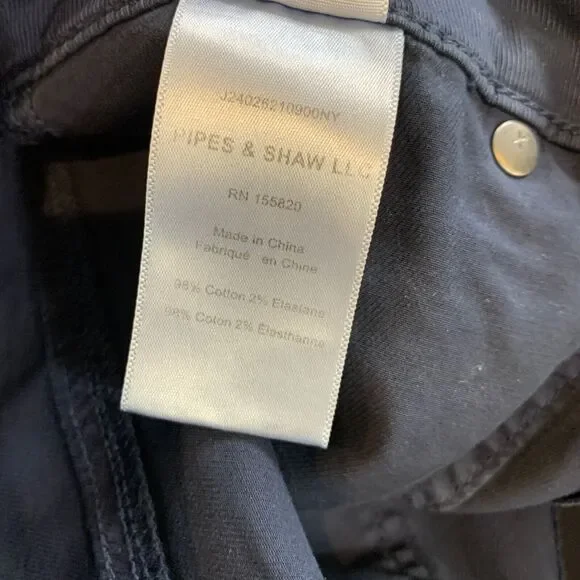 J24026210900NY
PIPES & SHAW LLC
RN 155820
Made in China
Fabriqué en Chine
98% Cotton 2% Elastane
98% Coton 2% Élasthanne